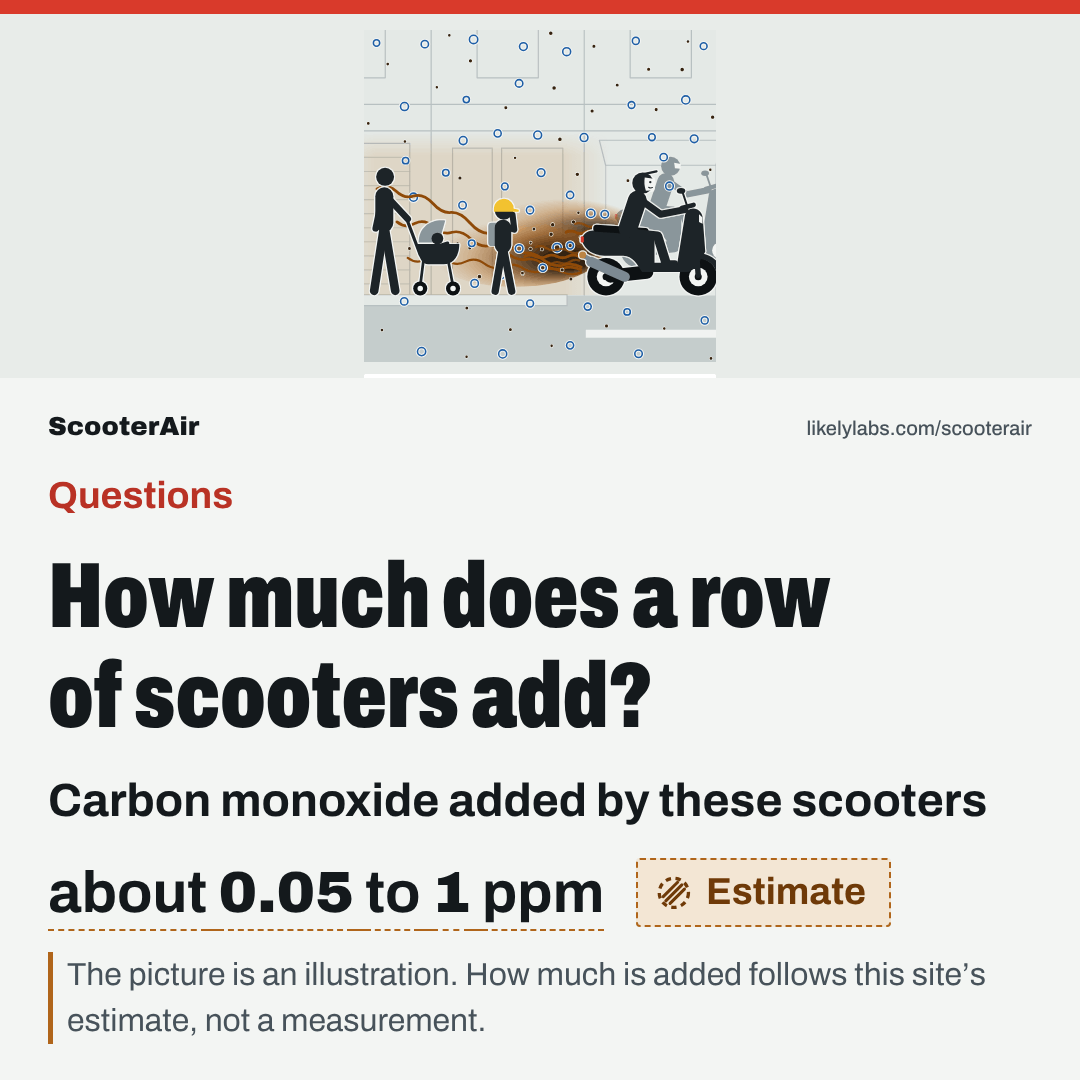 ScooterAir
likelylabs.com/scooterair
Questions
How much does a row
of scooters add?
Carbon monoxide added by these scooters
about 0.05 to 1 ppm
Estimate
The picture is an illustration. How much is added follows this site’s
estimate, not a measurement.